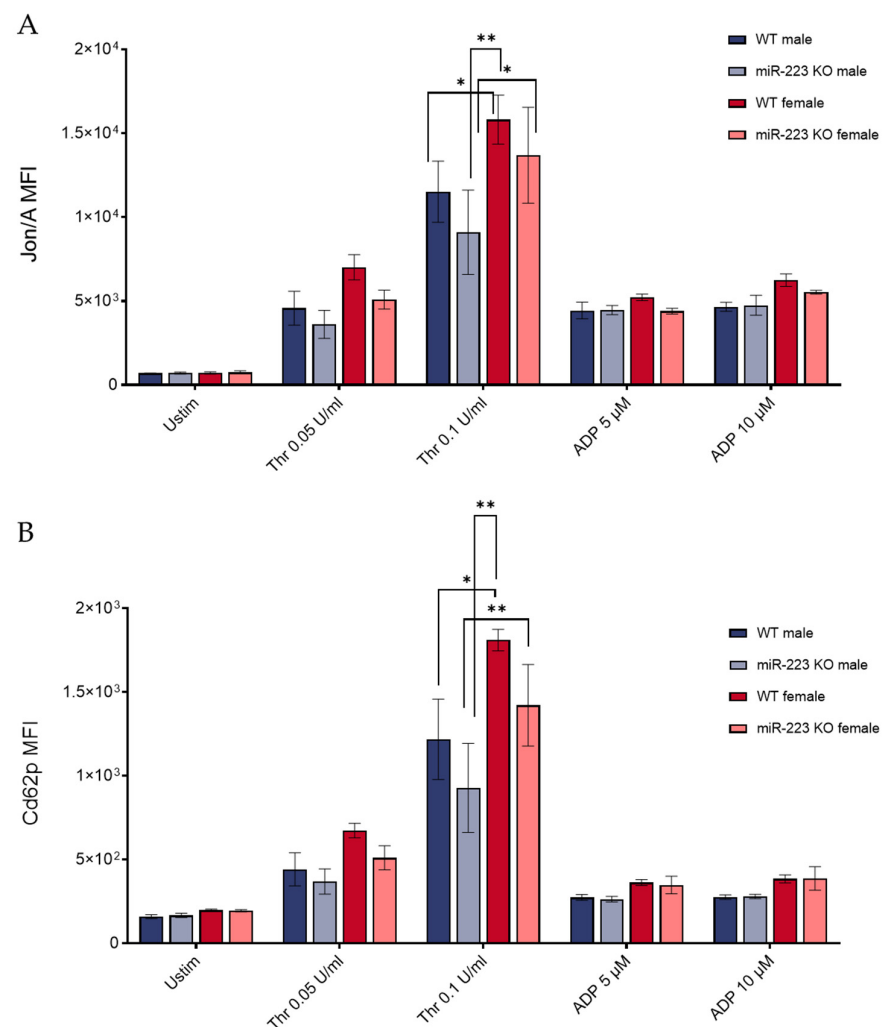 A
2×10⁴
1.5×10⁴
1×10⁴
5×10³
0
Jon/A MFI
**
*
*
WT male
miR-223 KO male
WT female
miR-223 KO female
Ustim
Thr 0.05 U/ml
Thr 0.1 U/ml
ADP 5 µM
ADP 10 µM
B
2×10³
1.5×10³
1×10³
5×10²
0
Cd62p MFI
**
*
**
WT male
miR-223 KO male
WT female
miR-223 KO female
Ustim
Thr 0.05 U/ml
Thr 0.1 U/ml
ADP 5 µM
ADP 10 µM